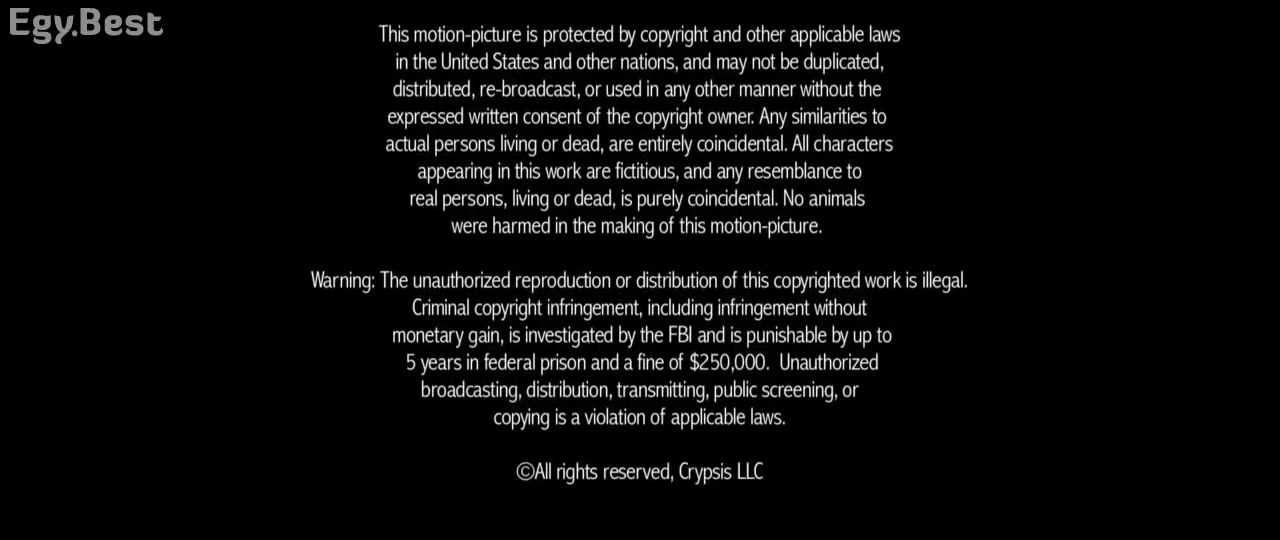 Egy.Best
This motion-picture is protected by copyright and other applicable laws
in the United States and other nations, and may not be duplicated,
distributed, re-broadcast, or used in any other manner without the
expressed written consent of the copyright owner. Any similarities to
actual persons living or dead, are entirely coincidental. All characters
appearing in this work are fictitious, and any resemblance to
real persons, living or dead, is purely coincidental. No animals
were harmed in the making of this motion-picture.
Warning: The unauthorized reproduction or distribution of this copyrighted work is illegal.
Criminal copyright infringement, including infringement without
monetary gain, is investigated by the FBI and is punishable by up to
5 years in federal prison and a fine of $250,000. Unauthorized
broadcasting, distribution, transmitting, public screening, or
copying is a violation of applicable laws.
©All rights reserved, Crypsis LLC